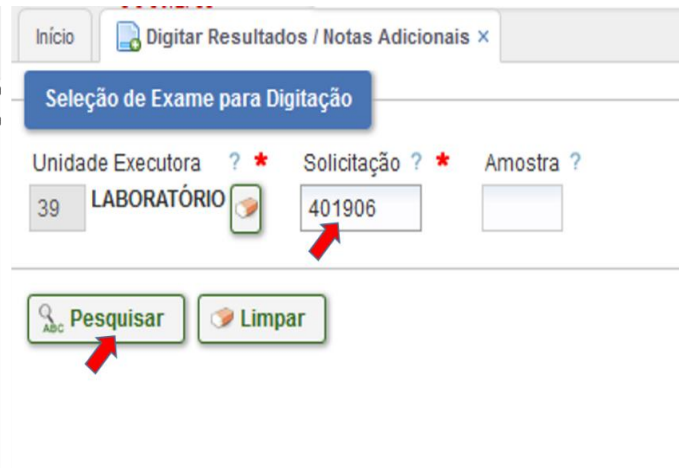 Início Digitar Resultados / Notas Adicionais ×
Seleção de Exame para Digitação
Unidade Executora ? * Solicitação ? * Amostra ?
39 LABORATÓRIO 401906
ABC Pesquisar Limpar